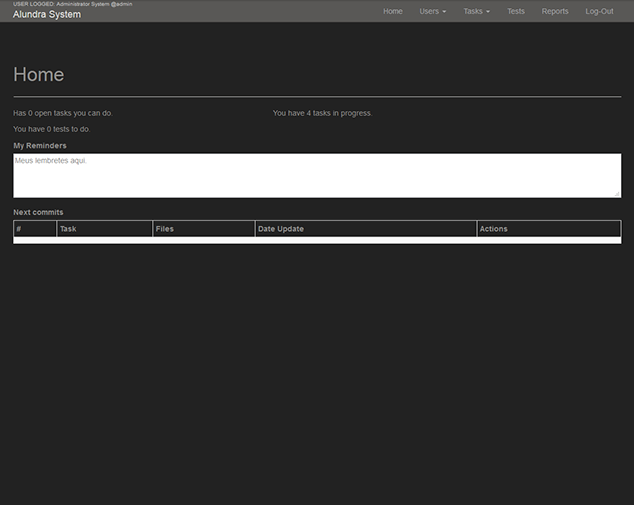 USER LOGGED: Administrator System @admin
Alundra System
Home Users Tasks Tests Reports Log-Out
Home
Has 0 open tasks you can do. You have 4 tasks in progress.
You have 0 tests to do.
My Reminders
Meus lembretes aqui.
Next commits
# Task Files Date Update Actions